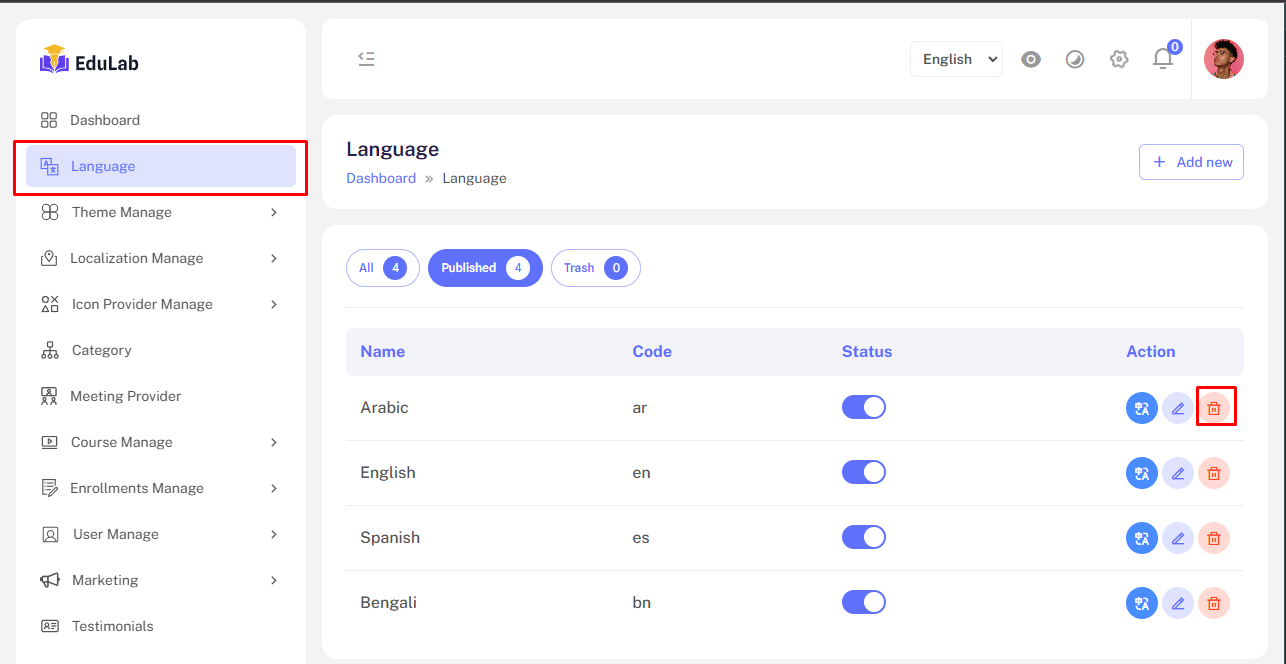 EduLab
Dashboard
Language
Theme Manage
Localization Manage
Icon Provider Manage
Category
Meeting Provider
Course Manage
Enrollments Manage
User Manage
Marketing
Testimonials
English
0
Language
Dashboard » Language
+ Add new
All 4
Published 4
Trash 0
Name Code Status Action
Arabic ar
English en
Spanish es
Bengali bn